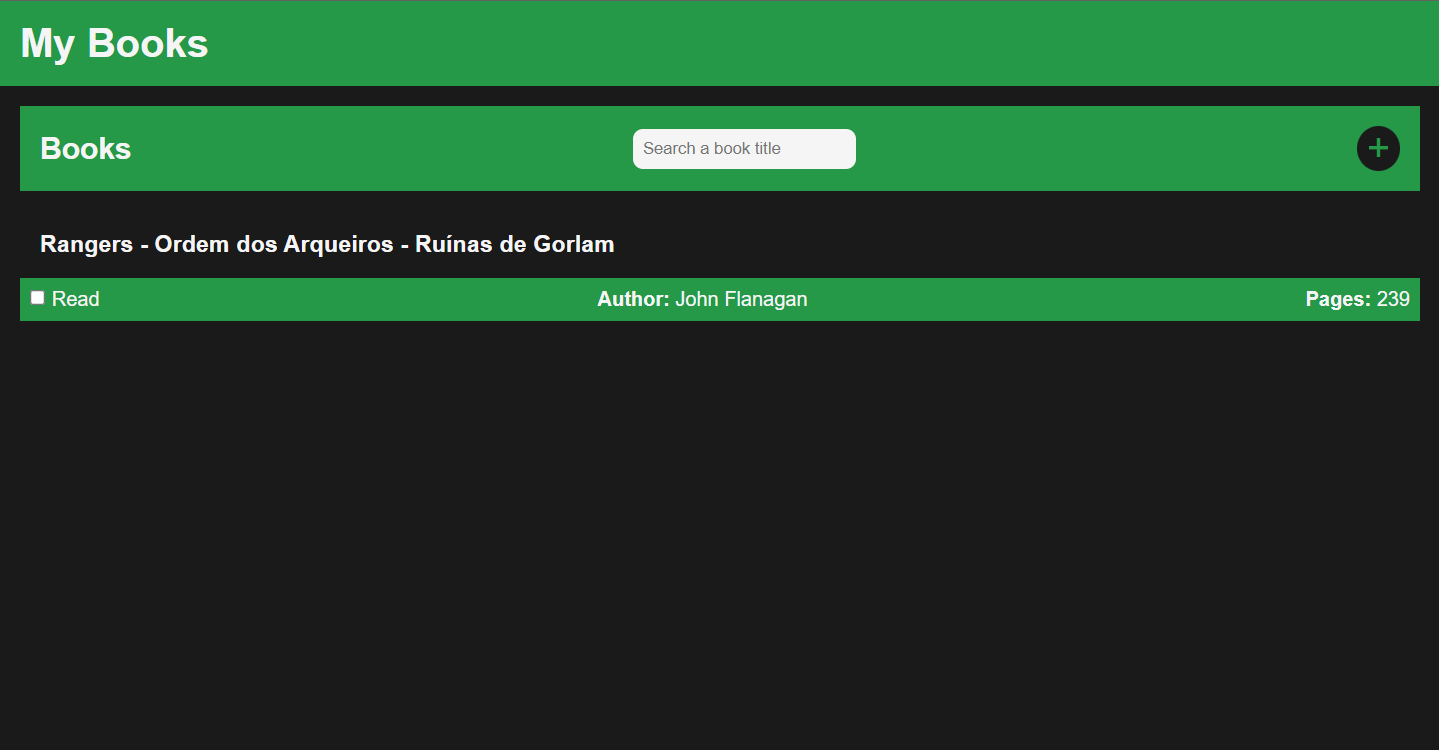 My Books
Books
Search a book title
+
Rangers - Ordem dos Arqueiros - Ruínas de Gorlam
Read
Author: John Flanagan
Pages: 239